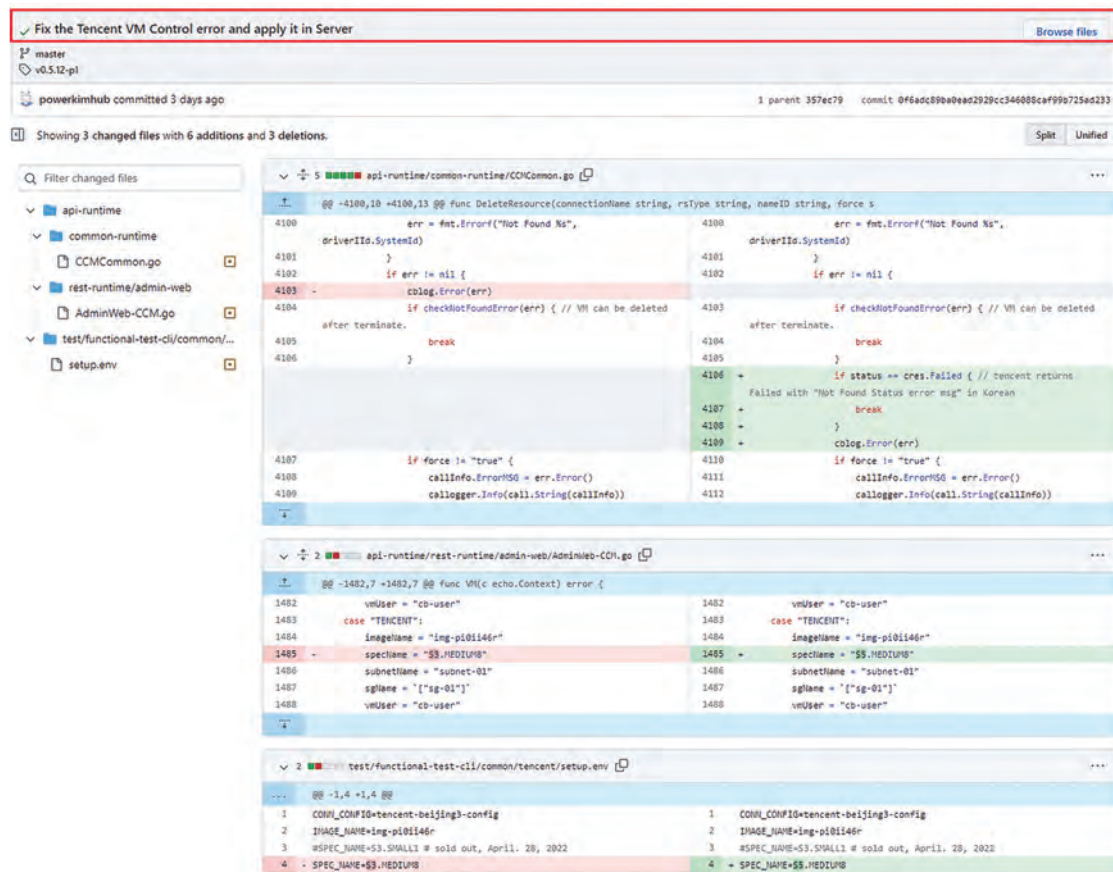 Fix the Tencent VM Control error and apply it in Server
Browse files
master
v0.5.12-p1
powerkimhub committed 3 days ago
1 parent 357ec79 commit 0f6adc89ba0ead2929cc346088caf99b725ad233
Showing 3 changed files with 6 additions and 3 deletions.
Split Unified
Filter changed files
api-runtime
common-runtime
CCMCommon.go
rest-runtime/admin-web
AdminWeb-CCM.go
test/functional-test-cli/common/...
setup.env
5 api-runtime/common-runtime/CCMCommon.go
@@ -4100,10 +4100,13 @@ func DeleteResource(connectionName string, rsType string, nameID string, force s
4100 err = fmt.Errorf("Not Found %s",
driverIId.SystemId)
4101 }
4102 if err != nil {
4103 - cblog.Error(err)
4104 if checkNotFoundError(err) { // VM can be deleted
after terminate.
4105 break
4106 }
4107 if force != "true" {
4108 callInfo.ErrorMSG = err.Error()
4109 callogger.Info(call.String(callInfo))
4100 err = fmt.Errorf("Not Found %s",
driverIId.SystemId)
4101 }
4102 if err != nil {
4103 if checkNotFoundError(err) { // VM can be deleted
after terminate.
4104 break
4105 }
4106 + if status == cres.Failed { // tencent returns
Failed with "Not Found Status error msg" in Korean
4107 + break
4108 + }
4109 + cblog.Error(err)
4110 if force != "true" {
4111 callInfo.ErrorMSG = err.Error()
4112 callogger.Info(call.String(callInfo))
2 api-runtime/rest-runtime/admin-web/AdminWeb-CCM.go
@@ -1482,7 +1482,7 @@ func VM(c echo.Context) error {
1482 vmUser = "cb-user"
1483 case "TENCENT":
1484 imageName = "img-pi0ii46r"
1485 - specName = "S3.MEDIUM8"
1486 subnetName = "subnet-01"
1487 sgName = `["sg-01"]`
1488 vmUser = "cb-user"
1482 vmUser = "cb-user"
1483 case "TENCENT":
1484 imageName = "img-pi0ii46r"
1485 + specName = "S5.MEDIUM8"
1486 subnetName = "subnet-01"
1487 sgName = `["sg-01"]`
1488 vmUser = "cb-user"
2 test/functional-test-cli/common/tencent/setup.env
@@ -1,4 +1,4 @@
1 CONN_CONFIG=tencent-beijing3-config
2 IMAGE_NAME=img-pi0ii46r
3 #SPEC_NAME=S3.SMALL1 # sold out, April. 28, 2022
4 - SPEC_NAME=S3.MEDIUM8
1 CONN_CONFIG=tencent-beijing3-config
2 IMAGE_NAME=img-pi0ii46r
3 #SPEC_NAME=S3.SMALL1 # sold out, April. 28, 2022
4 + SPEC_NAME=S5.MEDIUM8